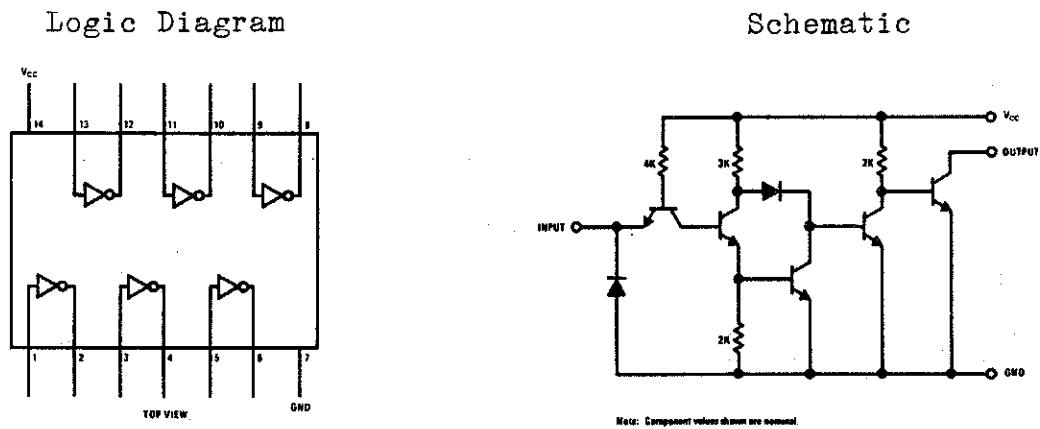 Logic Diagram
Schematic
VCC
14
13
12
11
10
9
8
1
2
3
4
5
6
7
TOP VIEW
GND
VCC
OUTPUT
4K
3K
2K
INPUT
2K
GND
Note: Component values shown are nominal.